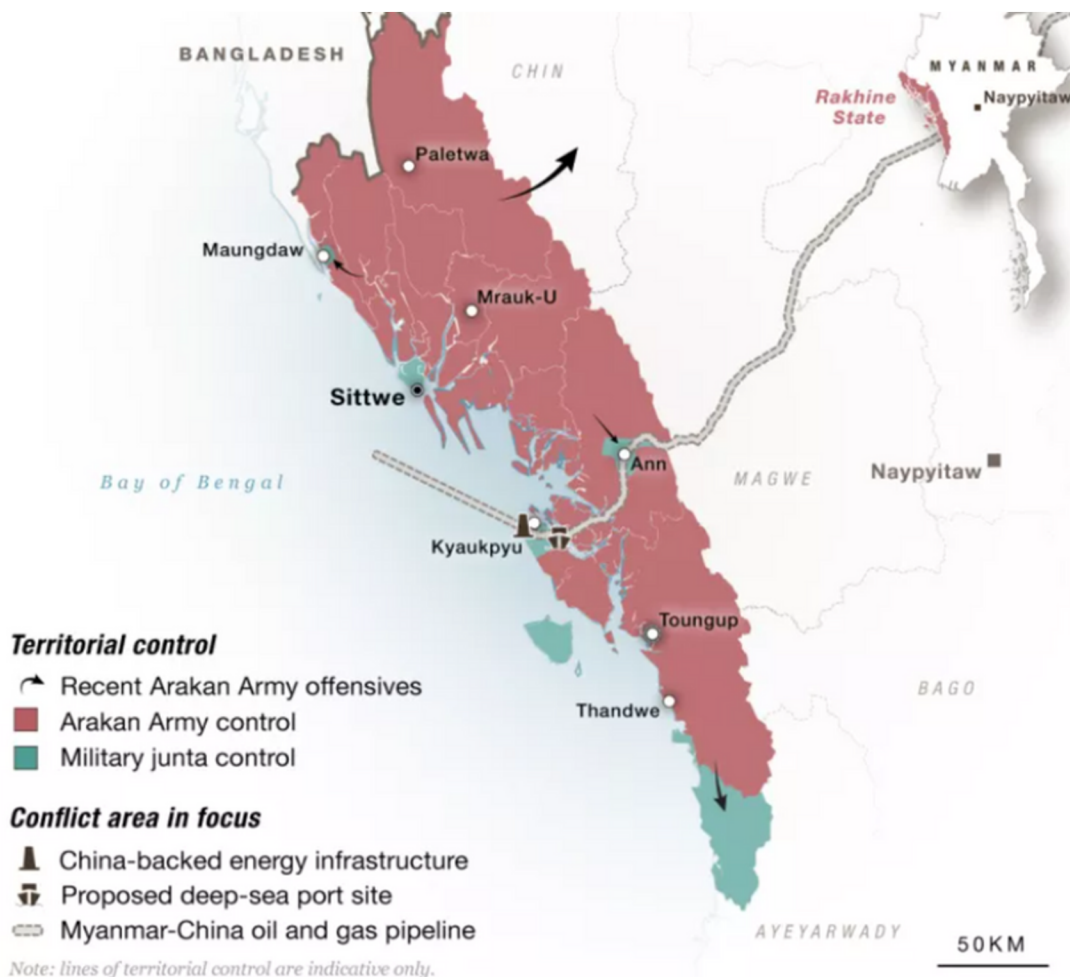 BANGLADESH
CHIN
MYANMAR
Naypyitaw
Rakhine
State
Paletwa
Maungdaw
Mrauk-U
Sittwe
Bay of Bengal
Ann
MAGWE
Naypyitaw
Kyaukpyu
Toungup
Thandwe
BAGO
Territorial control
Recent Arakan Army offensives
Arakan Army control
Military junta control
Conflict area in focus
China-backed energy infrastructure
Proposed deep-sea port site
Myanmar-China oil and gas pipeline
AYEYARWADY
50KM
Note: lines of territorial control are indicative only.